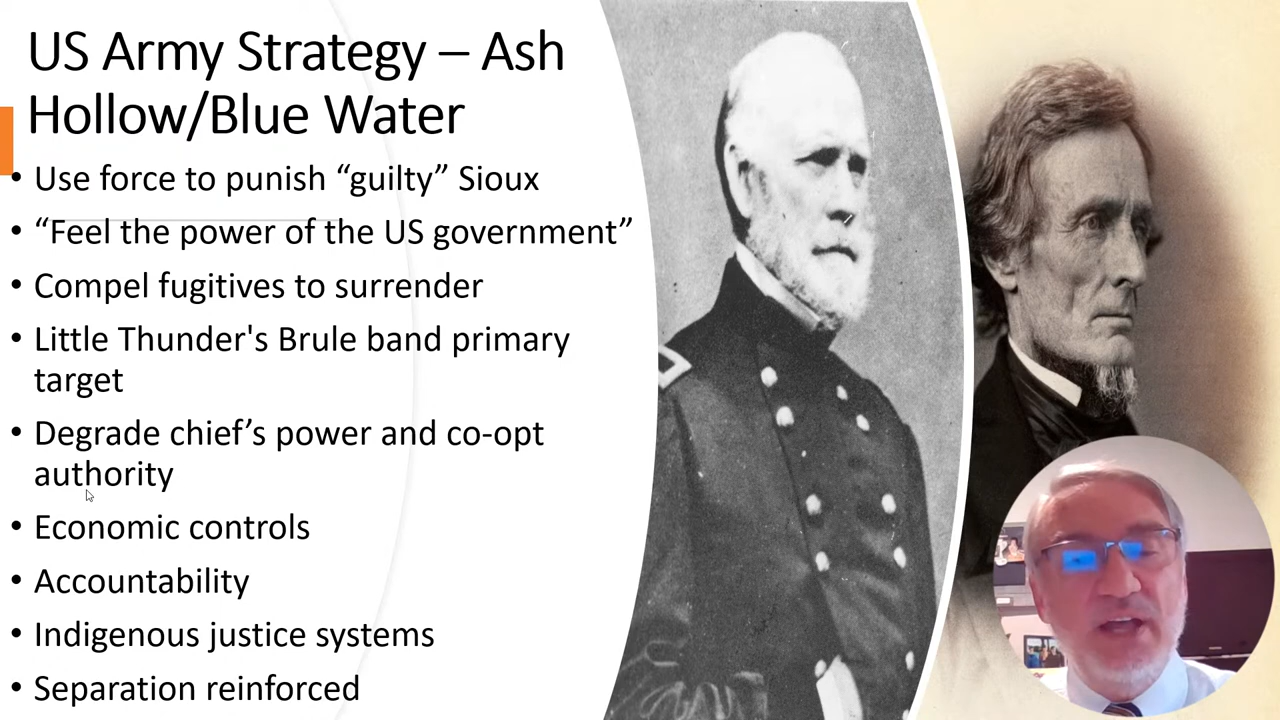 US Army Strategy – Ash
Hollow/Blue Water
• Use force to punish “guilty” Sioux
• “Feel the power of the US government”
• Compel fugitives to surrender
• Little Thunder's Brule band primary
target
• Degrade chief’s power and co-opt
authority
• Economic controls
• Accountability
• Indigenous justice systems
• Separation reinforced